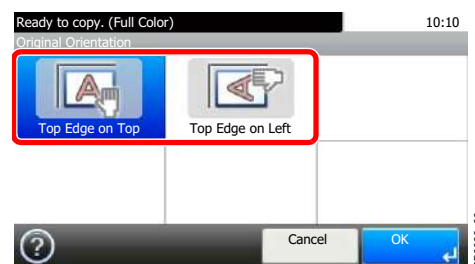 Ready to copy. (Full Color) 10:10
Original Orientation
A A
Top Edge on Top Top Edge on Left
? Cancel OK